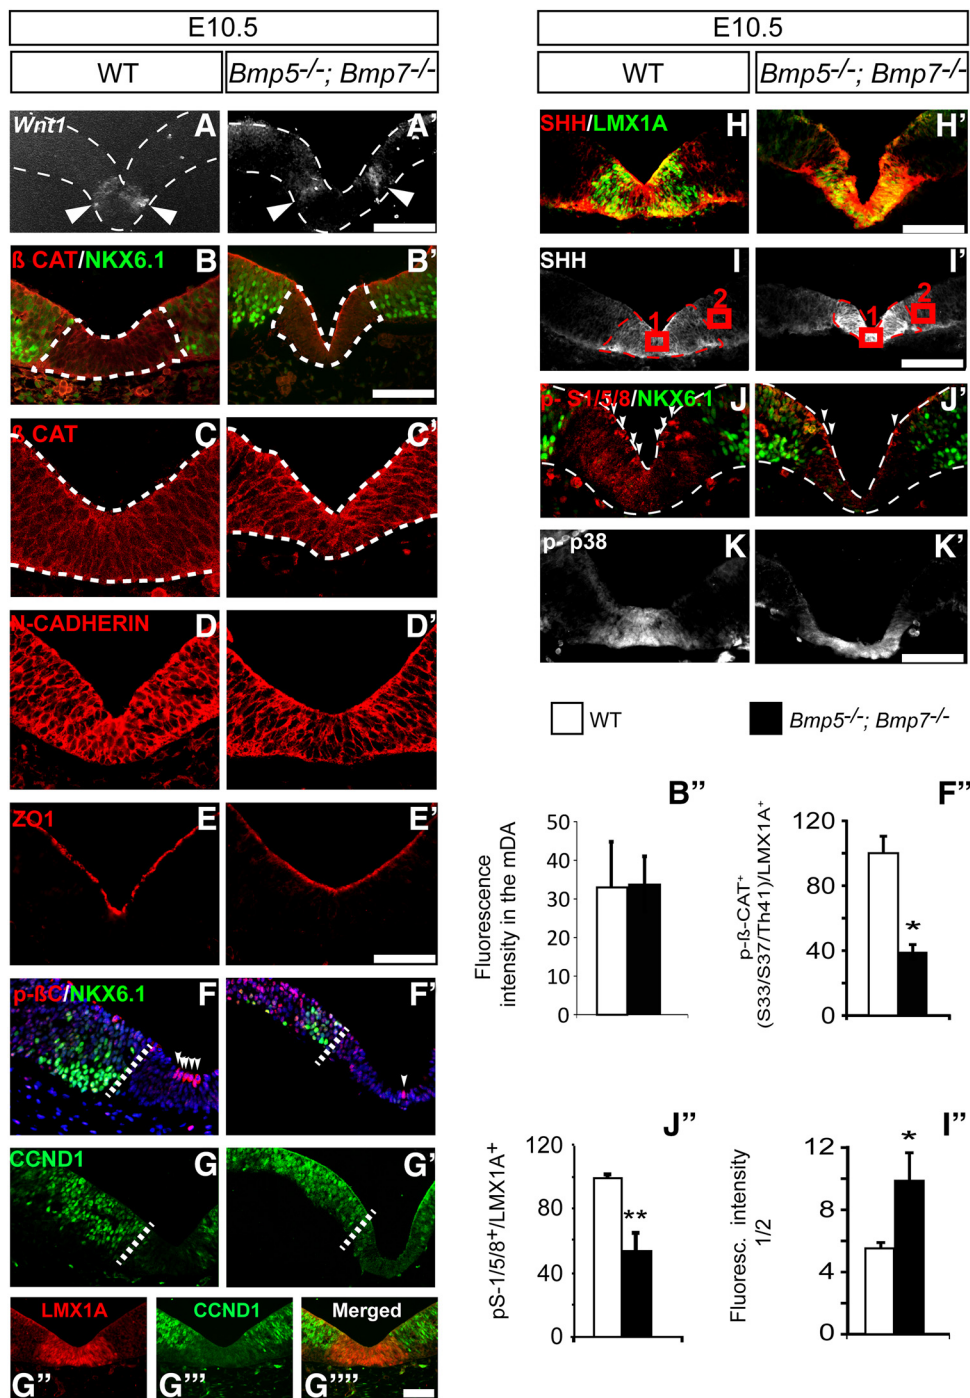 E10.5
WT
Bmp5-/-; Bmp7-/-
Wnt1
A
A'
ß CAT/NKX6.1
B
B'
ß CAT
C
C'
N-CADHERIN
D
D'
ZO1
E
E'
p-ßC/NKX6.1
F
F'
CCND1
G
G'
LMX1A
CCND1
Merged
G''
G'''
G''''
E10.5
WT
Bmp5-/-; Bmp7-/-
SHH/LMX1A
H
H'
SHH
I
I'
1
2
1
2
p- S1/5/8/NKX6.1
J
J'
p- p38
K
K'
WT
Bmp5-/-; Bmp7-/-
B''
Fluorescence
intensity in the mDA
50
40
30
20
10
0
F''
p-ß-CAT+
(S33/S37/Th41)/LMX1A+
120
80
40
0
*
J''
pS-1/5/8+/LMX1A+
120
80
40
0
**
I''
Fluoresc. intensity
1/2
12
8
4
0
*